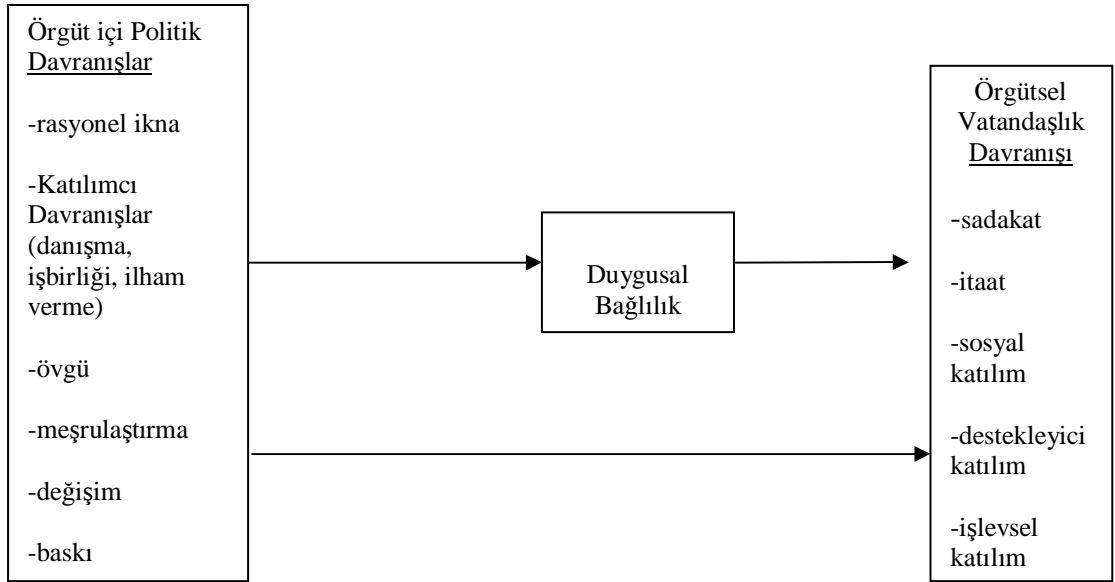 Örgüt içi Politik
Davranışlar
-rasyonel ikna
-Katılımcı
Davranışlar
(danışma,
işbirliği, ilham
verme)
-övgü
-meşrulaştırma
-değişim
-baskı
Duygusal
Bağlılık
Örgütsel
Vatandaşlık
Davranışı
-sadakat
-itaat
-sosyal
katılım
-destekleyici
katılım
-işlevsel
katılım